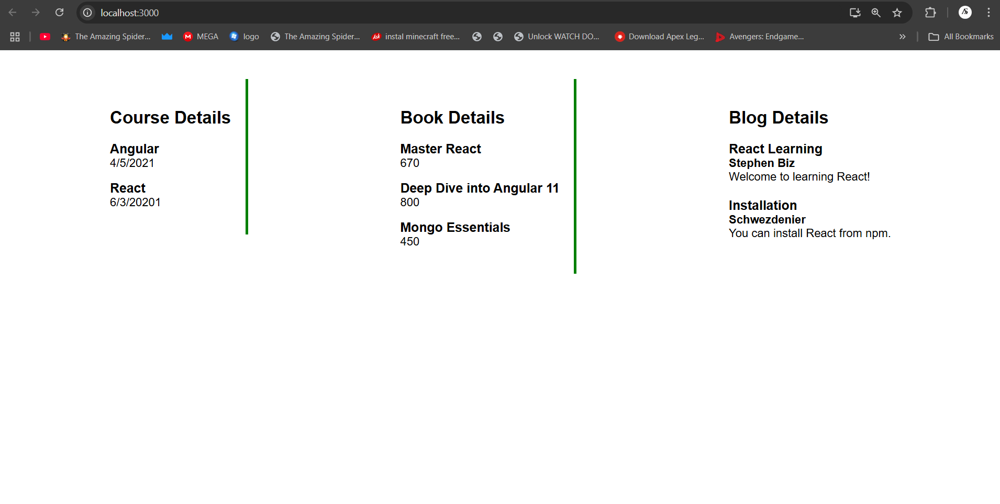 localhost:3000
The Amazing Spider...
MEGA
logo
The Amazing Spider...
Ask
instal minecraft free...
Unlock WATCH DO...
Download Apex Leg...
Avengers: Endgame...
All Bookmarks
Course Details
Angular
4/5/2021
React
6/3/20201
Book Details
Master React
670
Deep Dive into Angular 11
800
Mongo Essentials
450
Blog Details
React Learning
Stephen Biz
Welcome to learning React!
Installation
Schwezdenier
You can install React from npm.